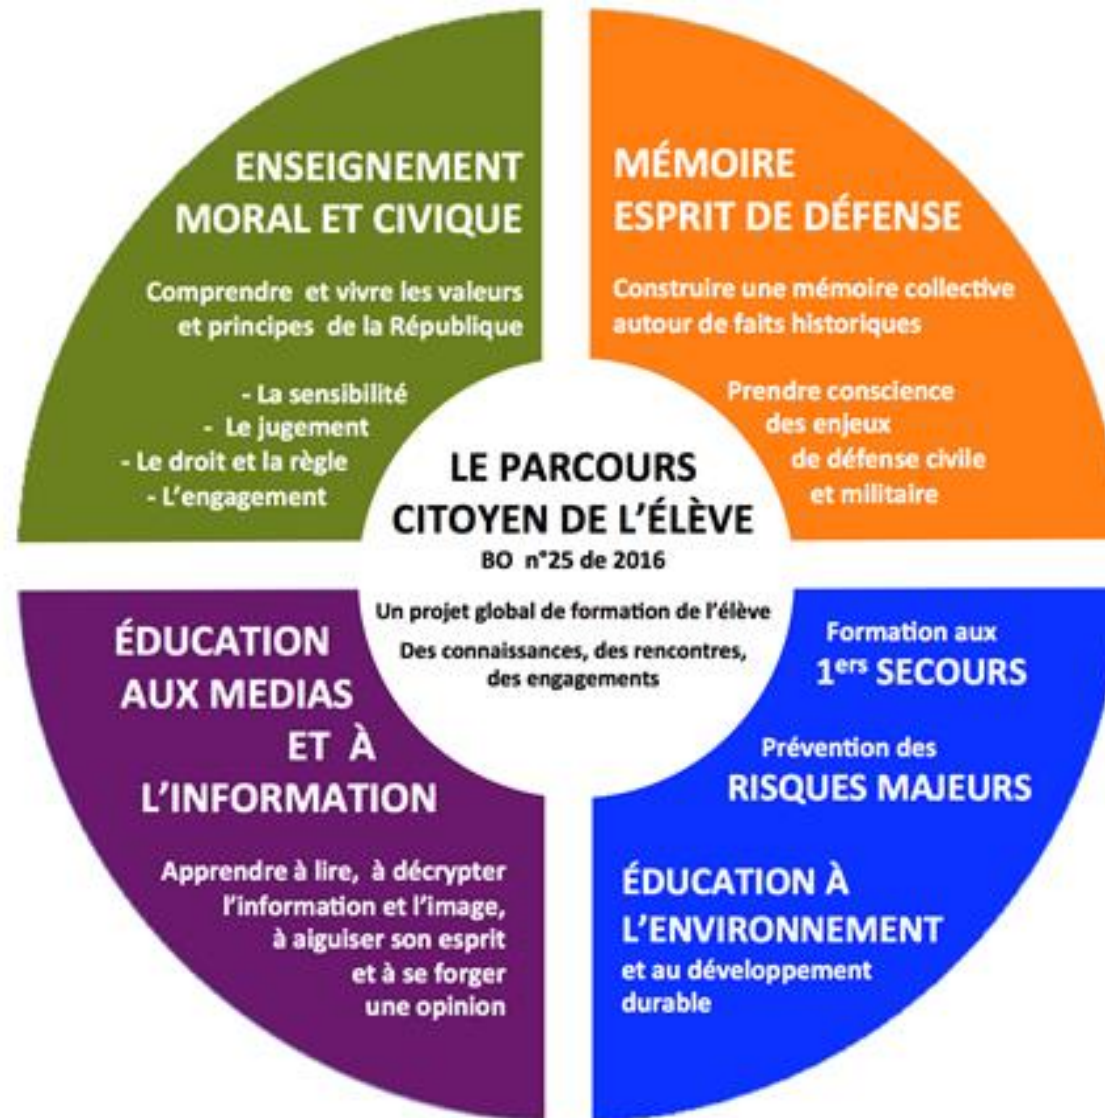 ENSEIGNEMENT
MORAL ET CIVIQUE
Comprendre et vivre les valeurs
et principes de la République
- La sensibilité
- Le jugement
- Le droit et la règle
- L'engagement
MÉMOIRE
ESPRIT DE DÉFENSE
Construire une mémoire collective
autour de faits historiques
Prendre conscience
des enjeux
de défense civile
et militaire
LE PARCOURS
CITOYEN DE L'ÉLÈVE
BO n°25 de 2016
Un projet global de formation de l'élève
Des connaissances, des rencontres,
des engagements
ÉDUCATION
AUX MEDIAS
ET À
L'INFORMATION
Apprendre à lire, à décrypter
l'information et l'image,
à aiguiser son esprit
et à se forger
une opinion
Formation aux
1ers SECOURS
Prévention des
RISQUES MAJEURS
ÉDUCATION À
L'ENVIRONNEMENT
et au développement
durable